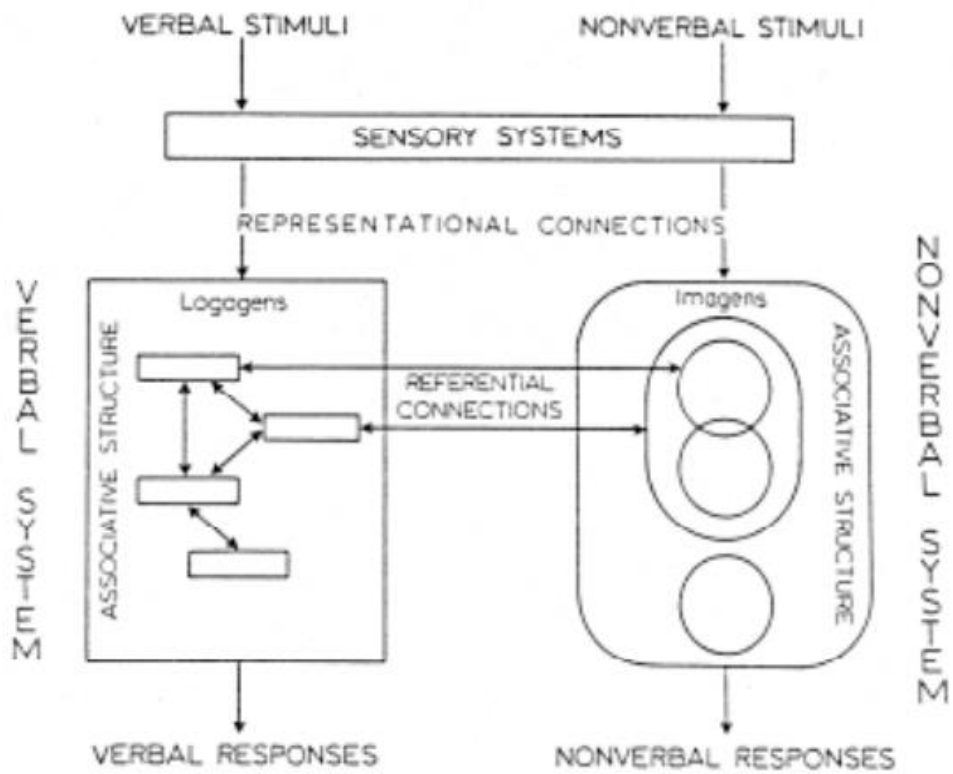 VERBAL STIMULI
NONVERBAL STIMULI
SENSORY SYSTEMS
REPRESENTATIONAL CONNECTIONS
VERBAL SYSTEM
Logogens
ASSOCIATIVE STRUCTURE
REFERENTIAL
CONNECTIONS
Imagens
ASSOCIATIVE STRUCTURE
NONVERBAL SYSTEM
VERBAL RESPONSES
NONVERBAL RESPONSES